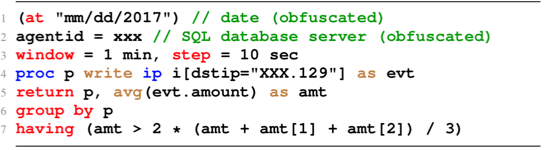 1 (at "mm/dd/2017") // date (obfuscated)
2 agentid = xxx // SQL database server (obfuscated)
3 window = 1 min, step = 10 sec
4 proc p write ip i[dstip="XXX.129"] as evt
5 return p, avg(evt.amount) as amt
6 group by p
7 having (amt > 2 * (amt + amt[1] + amt[2]) / 3)